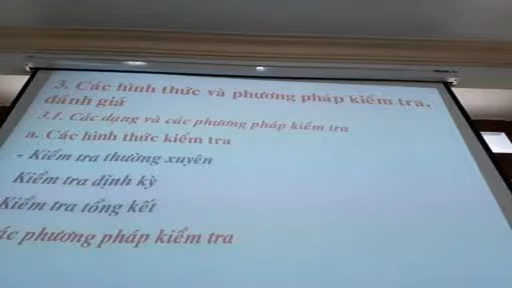 3. Các hình thức và phương pháp kiểm tra,
đánh giá
3.1. Các dạng và các phương pháp kiểm tra
a. Các hình thức kiểm tra
- Kiểm tra thường xuyên
Kiểm tra định kỳ
Kiểm tra tổng kết
các phương pháp kiểm tra